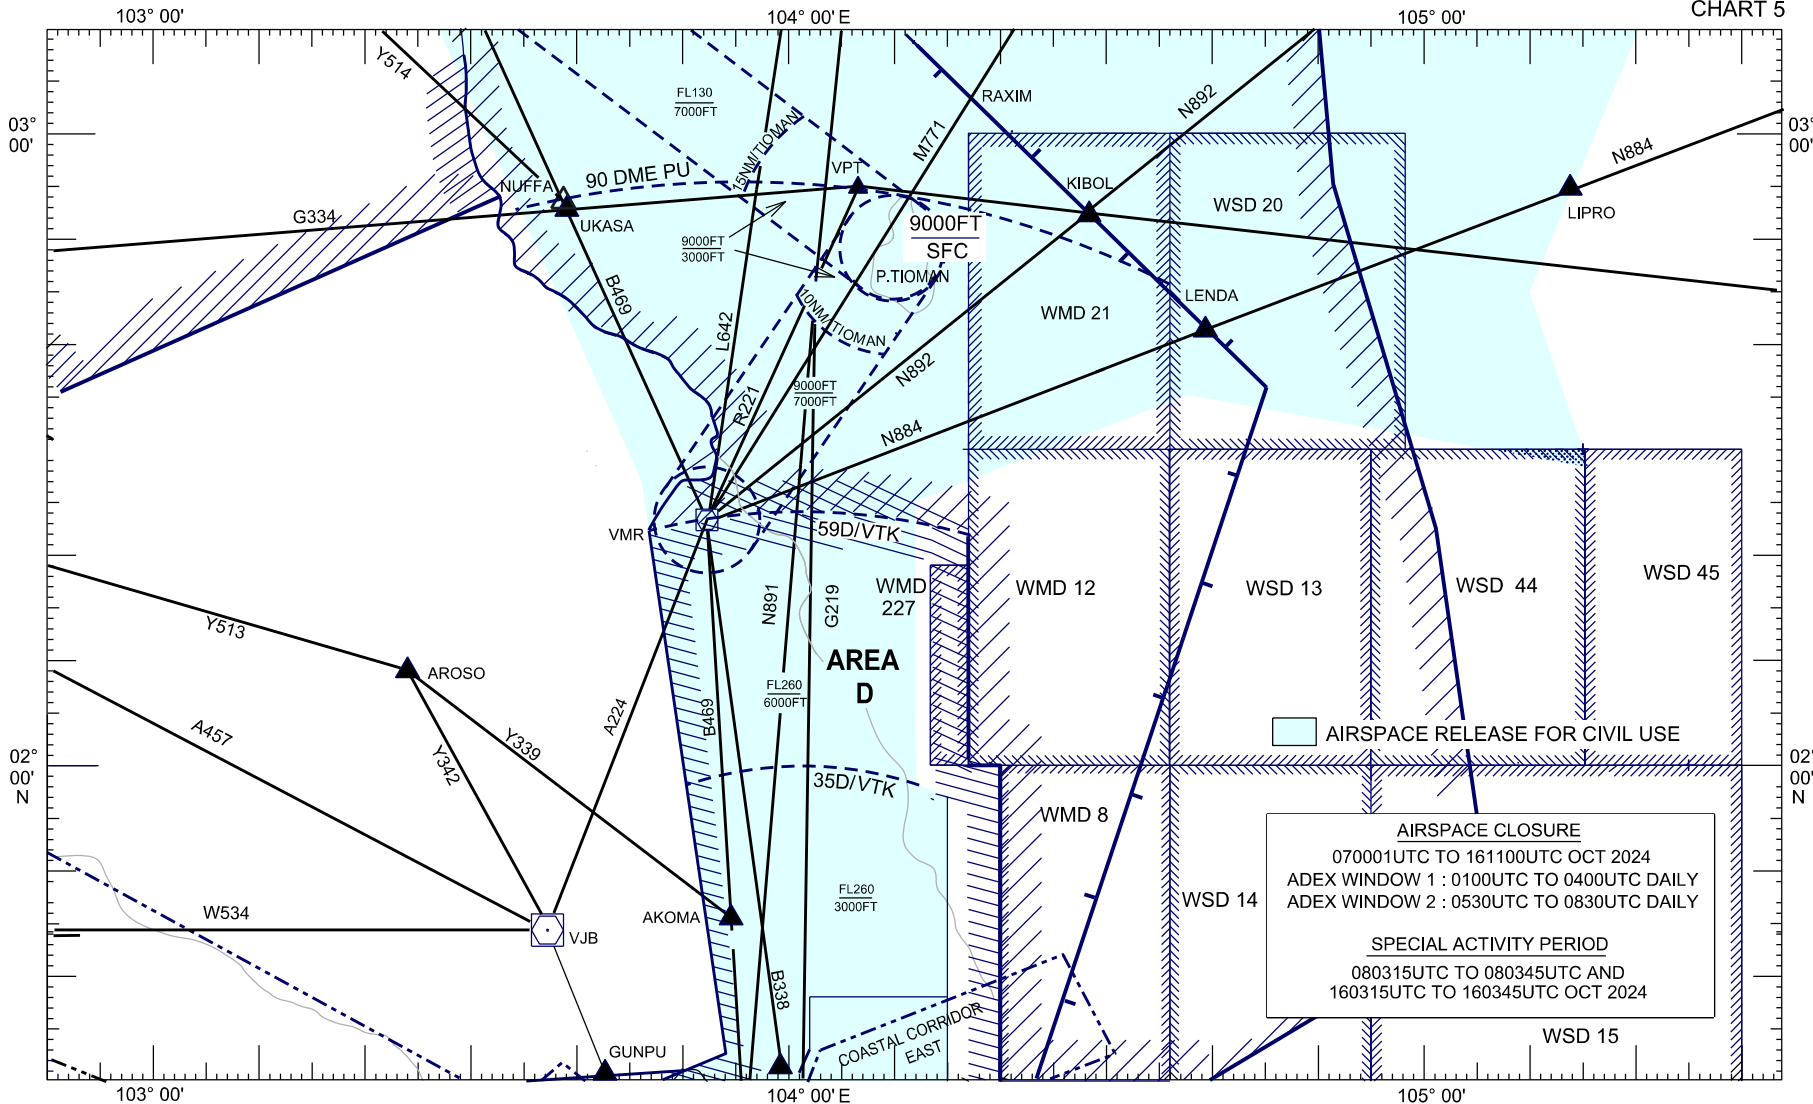 CHART 5
103° 00'
104° 00' E
105° 00'
03°
00'
03°
00'
Y514
FL130
7000FT
RAXIM
N892
M771
15NM/TIOMAN
N884
VPT
90 DME PU
NUFFA
KIBOL
LIPRO
WSD 20
G334
UKASA
9000FT
SFC
9000FT
3000FT
P.TIOMAN
B469
LENDA
10NM/TIOMAN
WMD 21
L642
N892
9000FT
7000FT
R221
N884
VMR
59D/VTK
WMD
227
WMD 12
WSD 13
WSD 44
WSD 45
N891
G219
Y513
AROSO
AREA
D
FL260
6000FT
A224
B469
A457
Y339
Y342
AIRSPACE RELEASE FOR CIVIL USE
02°
00'
N
02°
00'
N
35D/VTK
WMD 8
AIRSPACE CLOSURE
070001UTC TO 161100UTC OCT 2024
ADEX WINDOW 1 : 0100UTC TO 0400UTC DAILY
ADEX WINDOW 2 : 0530UTC TO 0830UTC DAILY
SPECIAL ACTIVITY PERIOD
080315UTC TO 080345UTC AND
160315UTC TO 160345UTC OCT 2024
FL260
3000FT
WSD 14
W534
AKOMA
VJB
B338
COASTAL CORRIDOR
EAST
GUNPU
WSD 15
103° 00'
104° 00' E
105° 00'